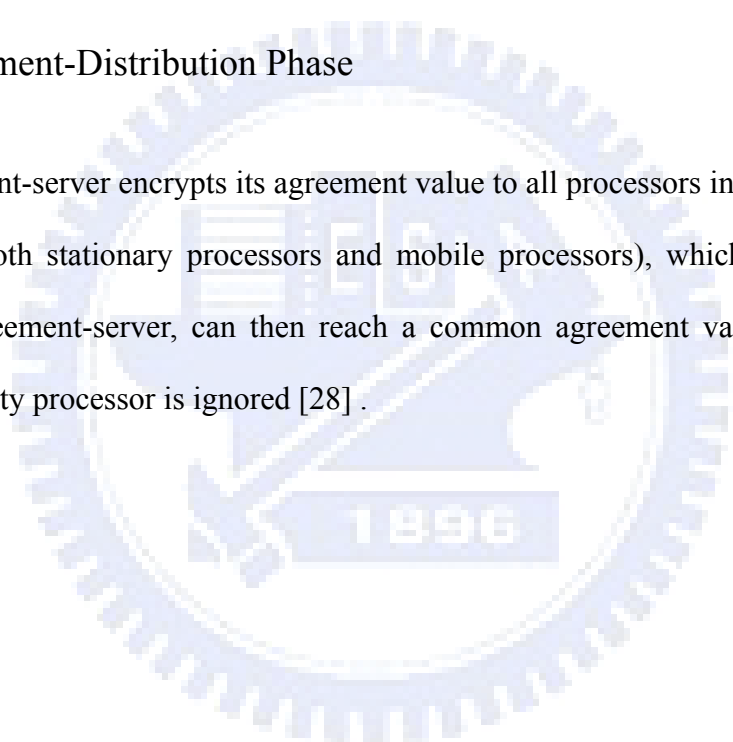 ment-Distribution Phase
nt-server encrypts its agreement value to all processors in
oth stationary processors and mobile processors), which
eement-server, can then reach a common agreement va
ty processor is ignored [28] .
1896